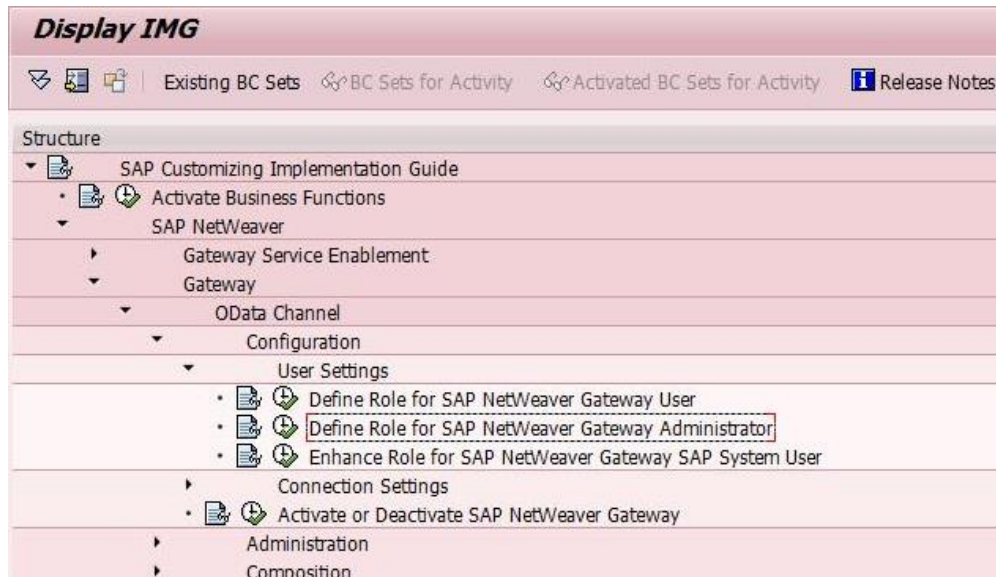 Display IMG
Existing BC Sets BC Sets for Activity Activated BC Sets for Activity Release Notes
Structure
SAP Customizing Implementation Guide
Activate Business Functions
SAP NetWeaver
Gateway Service Enablement
Gateway
OData Channel
Configuration
User Settings
Define Role for SAP NetWeaver Gateway User
Define Role for SAP NetWeaver Gateway Administrator
Enhance Role for SAP NetWeaver Gateway SAP System User
Connection Settings
Activate or Deactivate SAP NetWeaver Gateway
Administration
Composition